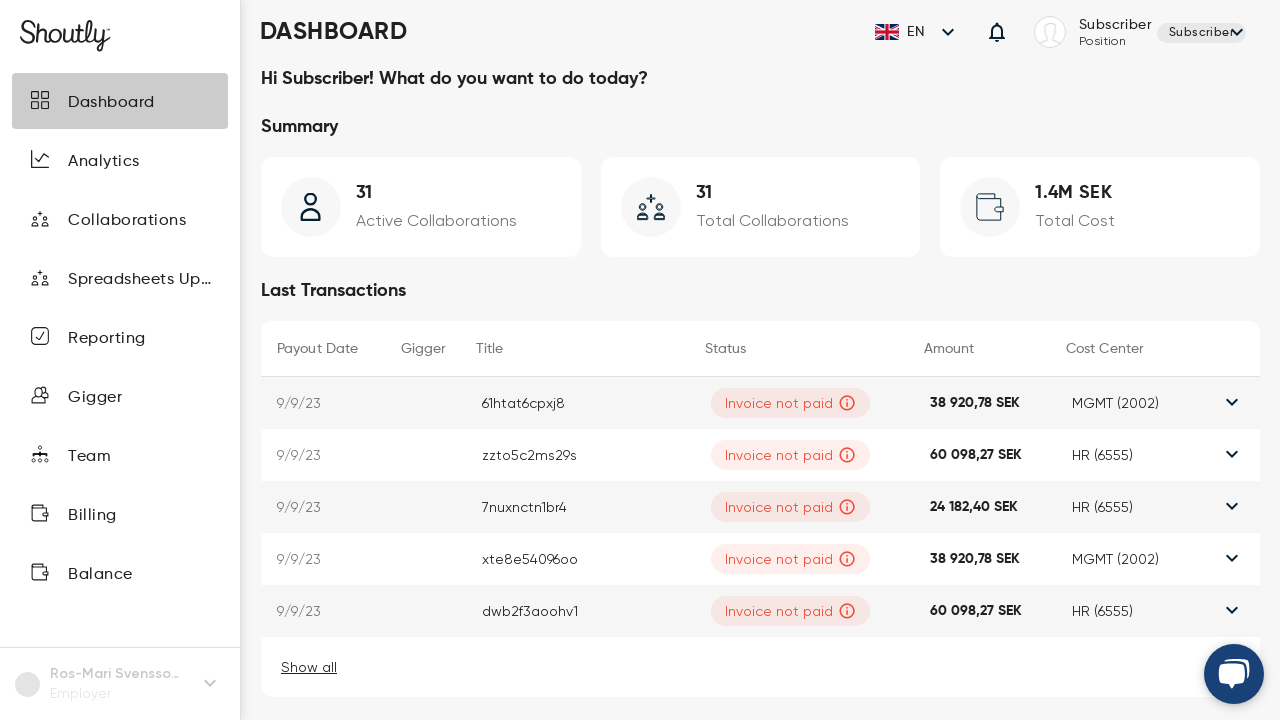 Shoutly
DASHBOARD
EN
Subscriber
Position
Subscriber
Dashboard
Analytics
Collaborations
Spreadsheets Up...
Reporting
Gigger
Team
Billing
Balance
Ros-Mari Svensso...
Employer
Hi Subscriber! What do you want to do today?
Summary
31
Active Collaborations
31
Total Collaborations
1.4M SEK
Total Cost
Last Transactions
Payout Date Gigger Title Status Amount Cost Center
9/9/23 61htat6cpxj8 Invoice not paid 38 920,78 SEK MGMT (2002)
9/9/23 zzto5c2ms29s Invoice not paid 60 098,27 SEK HR (6555)
9/9/23 7nuxnctn1br4 Invoice not paid 24 182,40 SEK HR (6555)
9/9/23 xte8e54096oo Invoice not paid 38 920,78 SEK MGMT (2002)
9/9/23 dwb2f3aoohv1 Invoice not paid 60 098,27 SEK HR (6555)
Show all